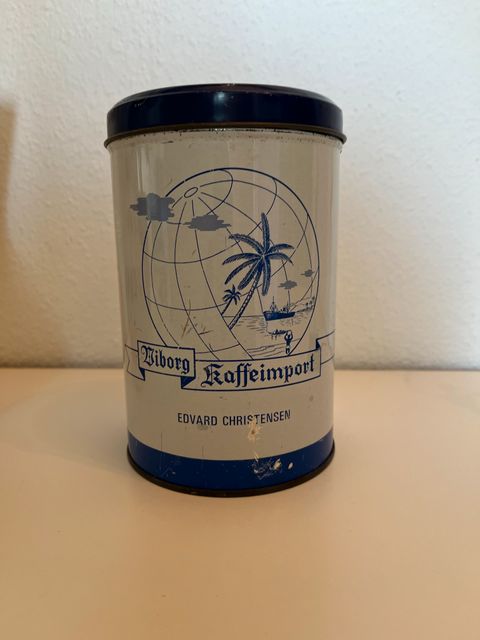 Viborg
Kaffeimport
EDVARD CHRISTENSEN